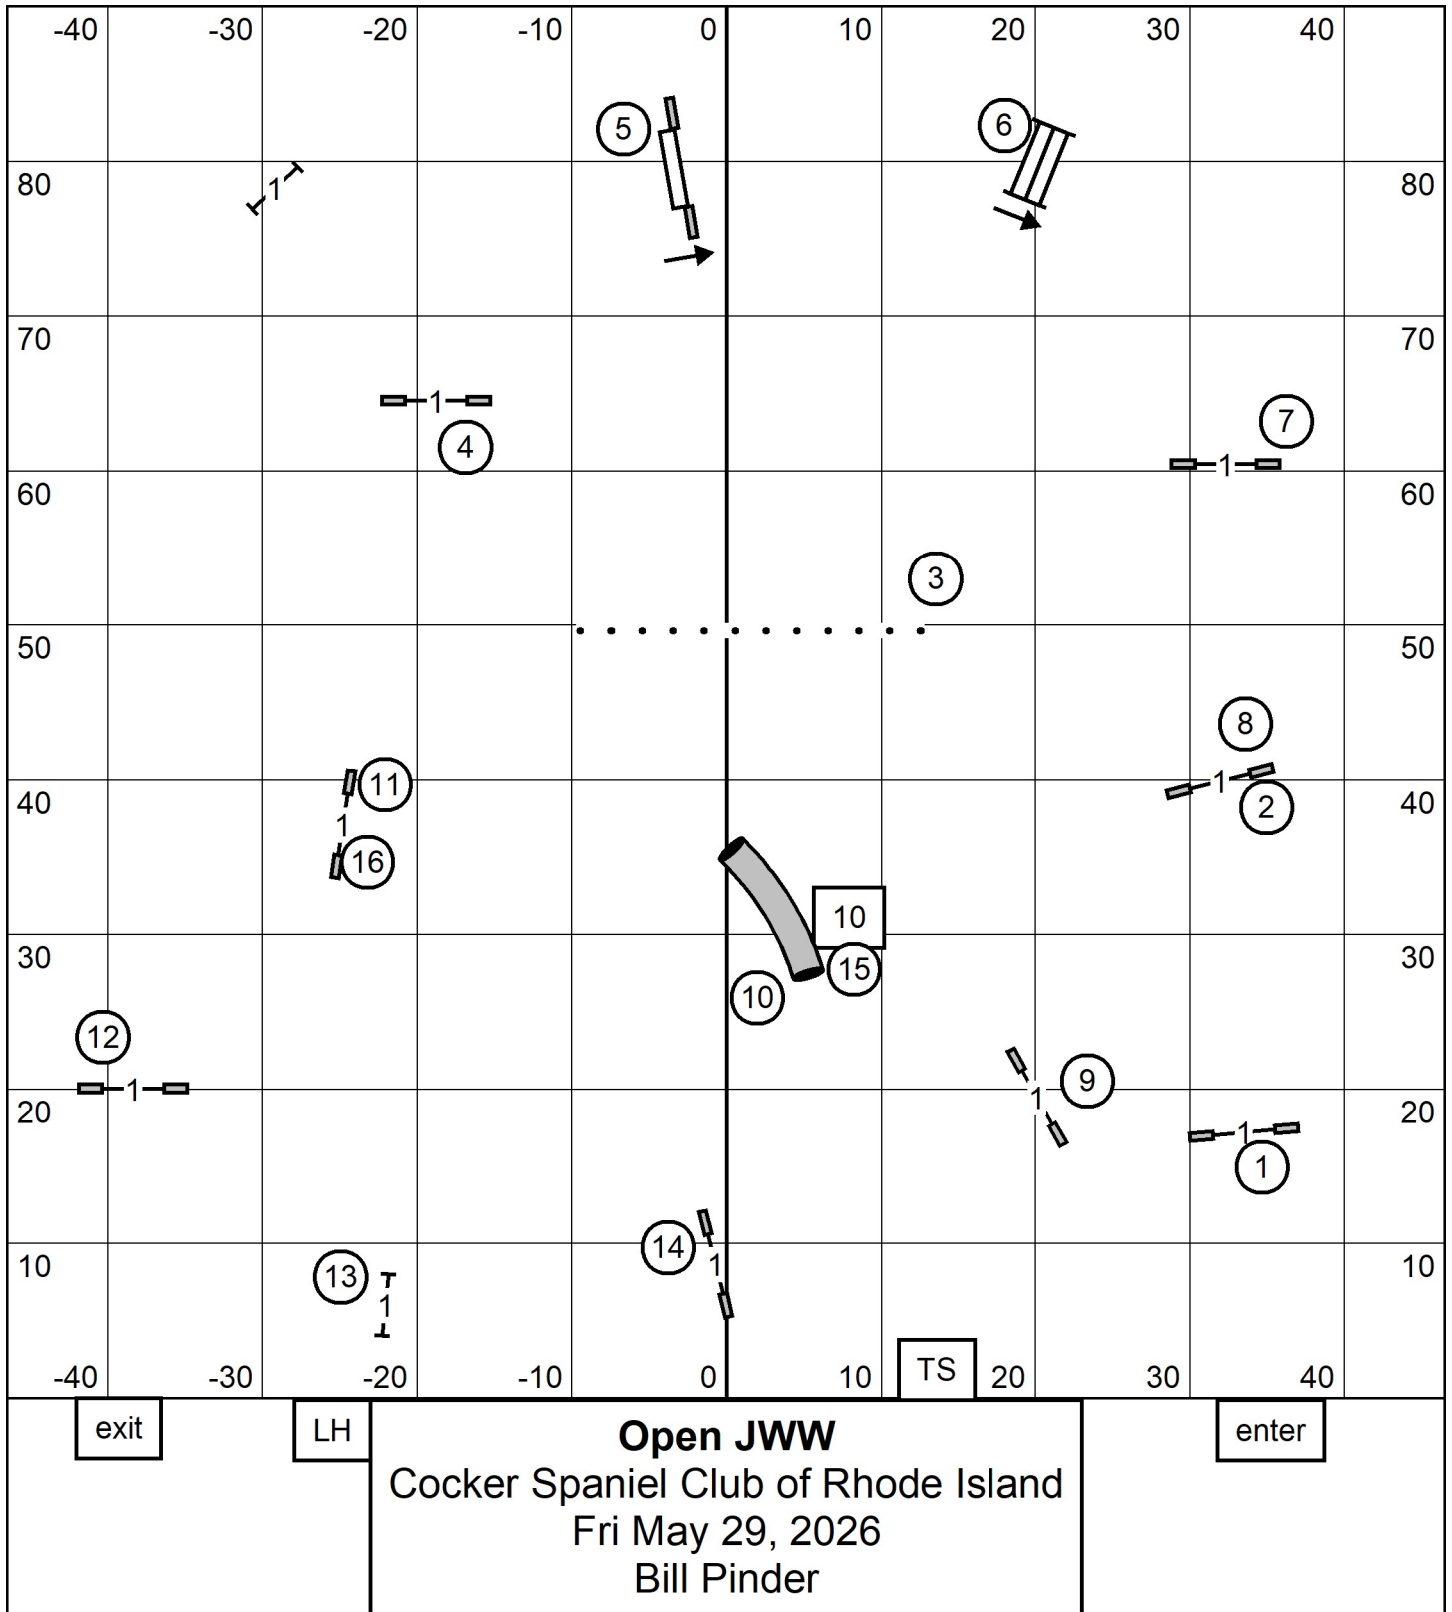 -40 -30 -20 -10 0 10 20 30 40
5 6
80 1 80
70 70
1 7
4 1
60 60
3
50 50
8
11 1 2
40 40
1
16
10
30 15 30
10
12
1 9
20 1 20
1
1
14
10 13 1 10
1
-40 -30 -20 -10 0 10 TS 20 30 40
exit LH enter
Open JWW
Cocker Spaniel Club of Rhode Island
Fri May 29, 2026
Bill Pinder